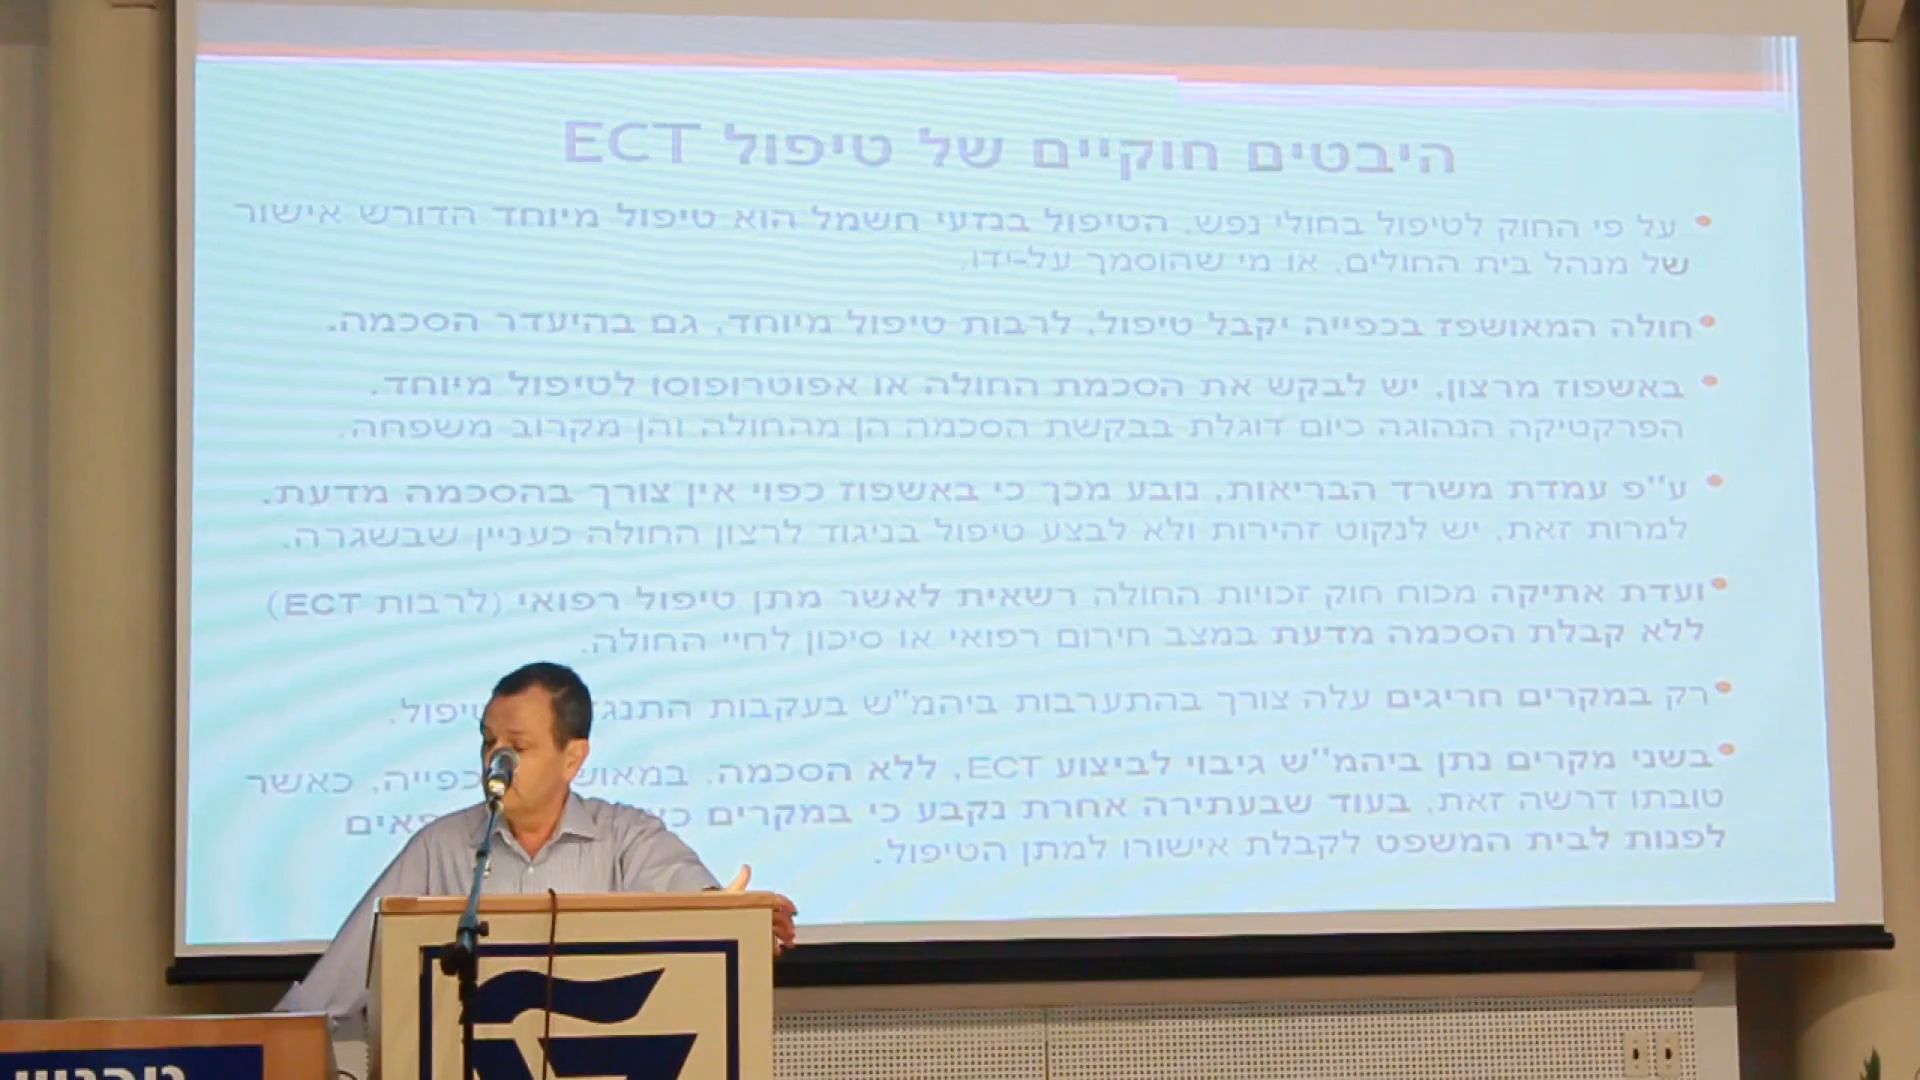 היבטים חוקיים של טיפול ECT
על פי החוק לטיפול בחולי נפש, הטיפול בנזעי חשמל הוא טיפול מיוחד הדורש אישור
של מנהל בית החולים, או מי שהוסמך על-ידו.
חולה המאושפז בכפייה יקבל טיפול, לרבות טיפול מיוחד, גם בהיעדר הסכמה.
באשפוז מרצון, יש לבקש את הסכמת החולה או אפוטרופוסו לטיפול מיוחד.
הפרקטיקה הנהוגה כיום דוגלת בבקשת הסכמה הן מהחולה והן מקרוב משפחה.
ע"פ עמדת משרד הבריאות, נובע מכך כי באשפוז כפוי אין צורך בהסכמה מדעת.
למרות זאת, יש לנקוט זהירות ולא לבצע טיפול בניגוד לרצון החולה כעניין שבשגרה.
ועדת אתיקה מכוח חוק זכויות החולה רשאית לאשר מתן טיפול רפואי (לרבות ECT)
ללא קבלת הסכמה מדעת במצב חירום רפואי או סיכון לחיי החולה.
רק במקרים חריגים עלה צורך בהתערבות ביהמ"ש בעקבות
בשני מקרים נתן ביהמ"ש גיבוי לביצוע ECT, ללא הסכמה, כאשר
טובתו דרשה זאת, בעוד שבעתירה אחרת נקבע כי במקרים
לפנות לבית המשפט לקבלת אישורו למתן הטיפול.